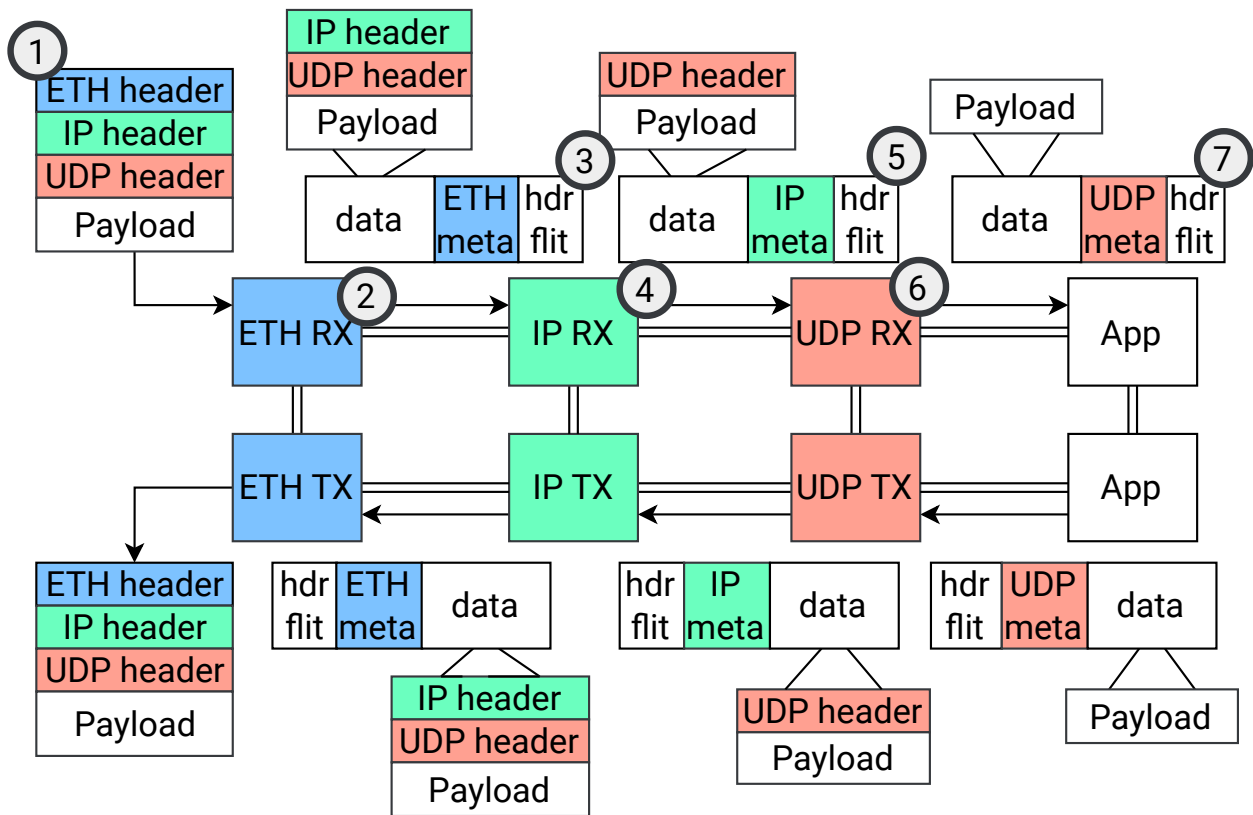 1
ETH header
IP header
UDP header
Payload
IP header
UDP header
Payload
3
data
ETH
meta
hdr
flit
UDP header
Payload
5
data
IP
meta
hdr
flit
Payload
7
data
UDP
meta
hdr
flit
ETH RX
2
IP RX
4
UDP RX
6
App
ETH TX
IP TX
UDP TX
App
ETH header
IP header
UDP header
Payload
hdr
flit
ETH
meta
data
IP header
UDP header
Payload
hdr
flit
IP
meta
data
UDP header
Payload
hdr
flit
UDP
meta
data
Payload